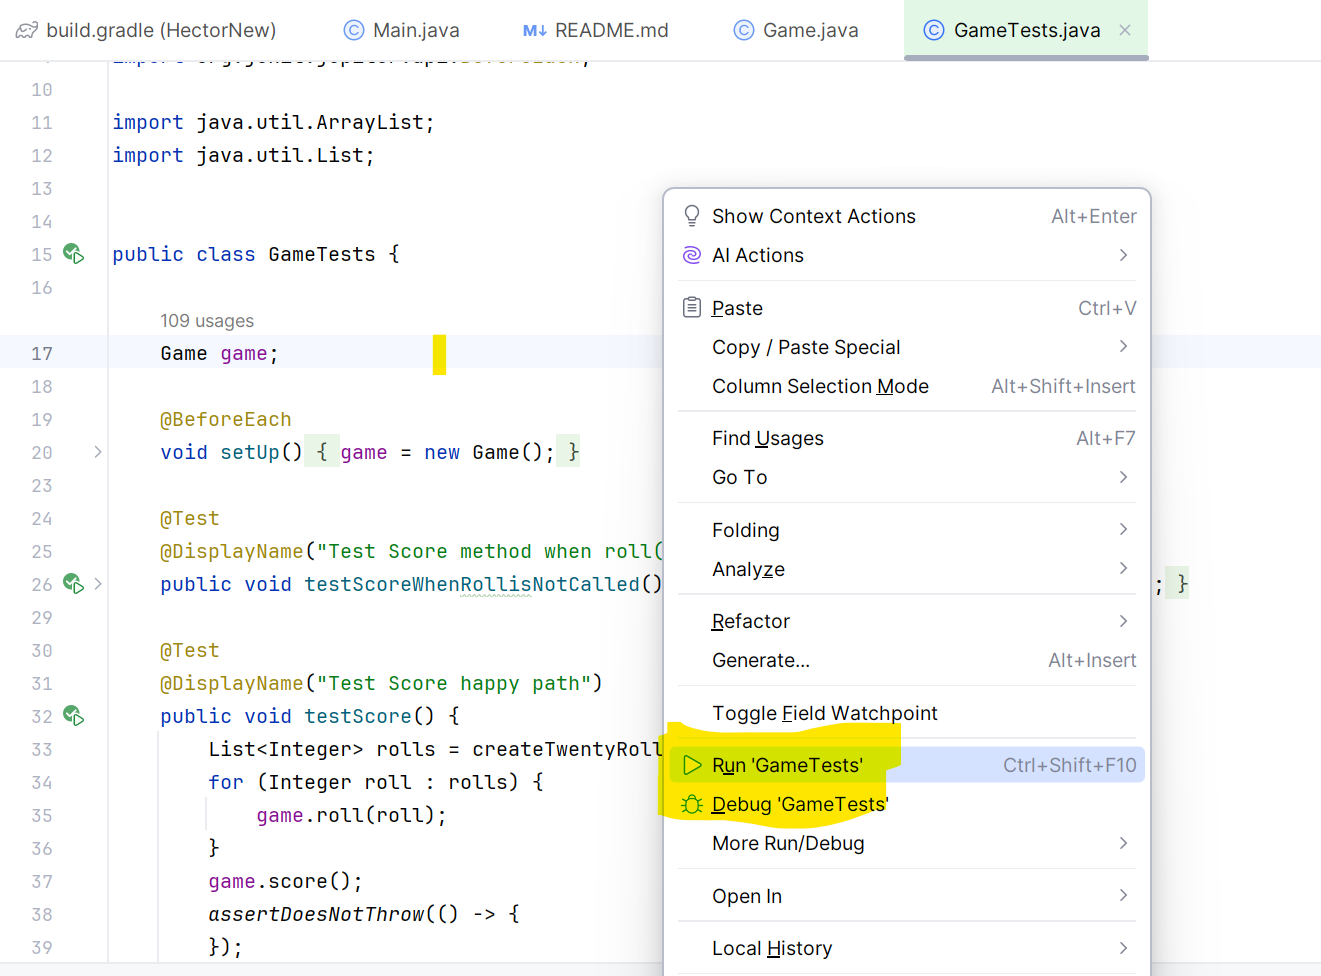 build.gradle (HectorNew) Main.java M↓ README.md Game.java GameTests.java
10
11 import java.util.ArrayList;
12 import java.util.List;
13
14
15 public class GameTests {
16
109 usages
17 Game game;
18
19 @BeforeEach
20 void setUp() { game = new Game(); }
23
24 @Test
25 @DisplayName("Test Score method when roll(
26 public void testScoreWhenRollisNotCalled() ; }
29
30 @Test
31 @DisplayName("Test Score happy path")
32 public void testScore() {
33 List<Integer> rolls = createTwentyRoll
34 for (Integer roll : rolls) {
35 game.roll(roll);
36 }
37 game.score();
38 assertDoesNotThrow(() -> {
39 });
Show Context Actions Alt+Enter
AI Actions
Paste Ctrl+V
Copy / Paste Special
Column Selection Mode Alt+Shift+Insert
Find Usages Alt+F7
Go To
Folding
Analyze
Refactor
Generate... Alt+Insert
Toggle Field Watchpoint
Run 'GameTests' Ctrl+Shift+F10
Debug 'GameTests'
More Run/Debug
Open In
Local History